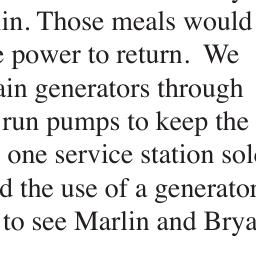 in. Those meals would
power to return.  We
ain generators through
run pumps to keep the
one service station sol
d the use of a generator
to see Marlin and Brya